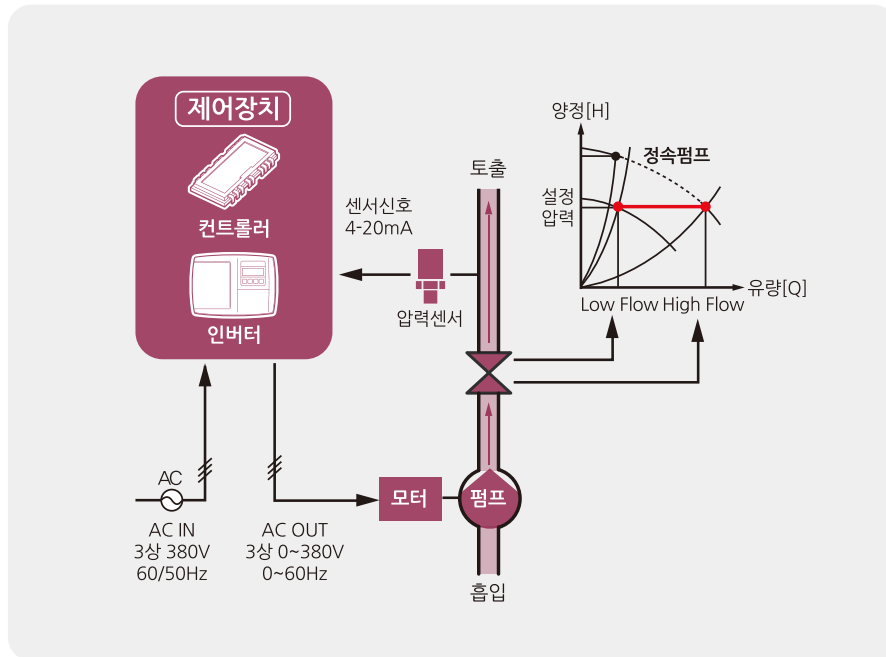 제어장치
컨트롤러
인버터
센서신호
4-20mA
압력센서
토출
양정[H]
정속펌프
설정
압력
유량[Q]
Low Flow High Flow
AC
AC IN
3상 380V
60/50Hz
AC OUT
3상 0~380V
0~60Hz
모터
펌프
흡입